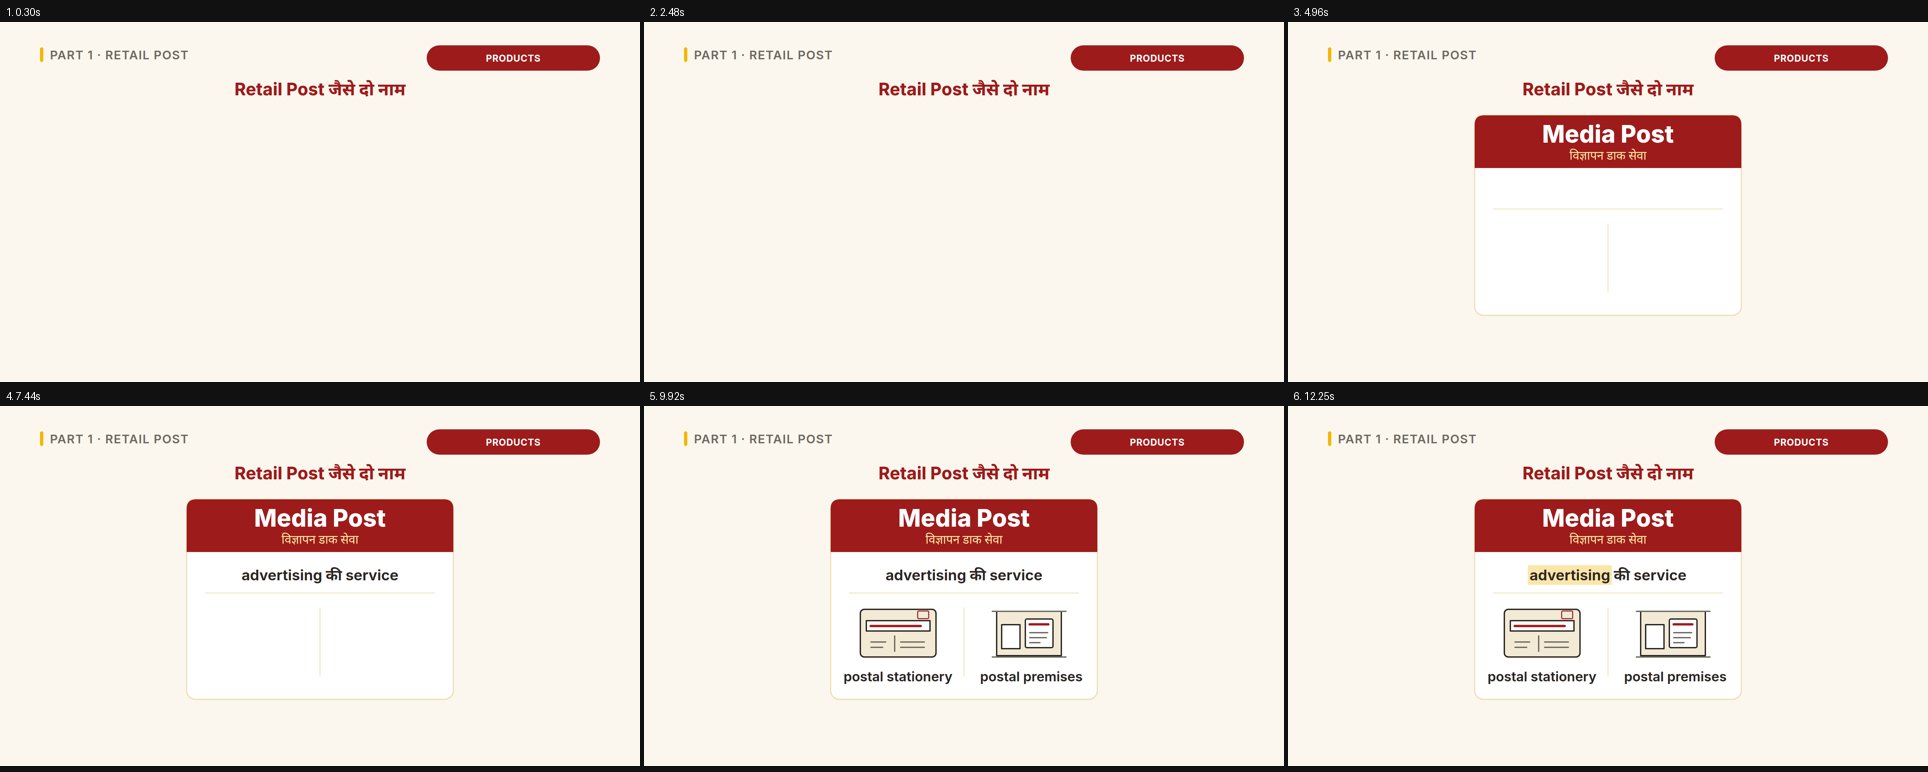 1. 0.30s
PART 1 · RETAIL POST
PRODUCTS
Retail Post जैसे दो नाम
2. 2.48s
PART 1 · RETAIL POST
PRODUCTS
Retail Post जैसे दो नाम
3. 4.96s
PART 1 · RETAIL POST
PRODUCTS
Retail Post जैसे दो नाम
Media Post
विज्ञापन डाक सेवा
4. 7.44s
PART 1 · RETAIL POST
PRODUCTS
Retail Post जैसे दो नाम
Media Post
विज्ञापन डाक सेवा
advertising की service
5. 9.92s
PART 1 · RETAIL POST
PRODUCTS
Retail Post जैसे दो नाम
Media Post
विज्ञापन डाक सेवा
advertising की service
postal stationery
postal premises
6. 12.25s
PART 1 · RETAIL POST
PRODUCTS
Retail Post जैसे दो नाम
Media Post
विज्ञापन डाक सेवा
advertising की service
postal stationery
postal premises